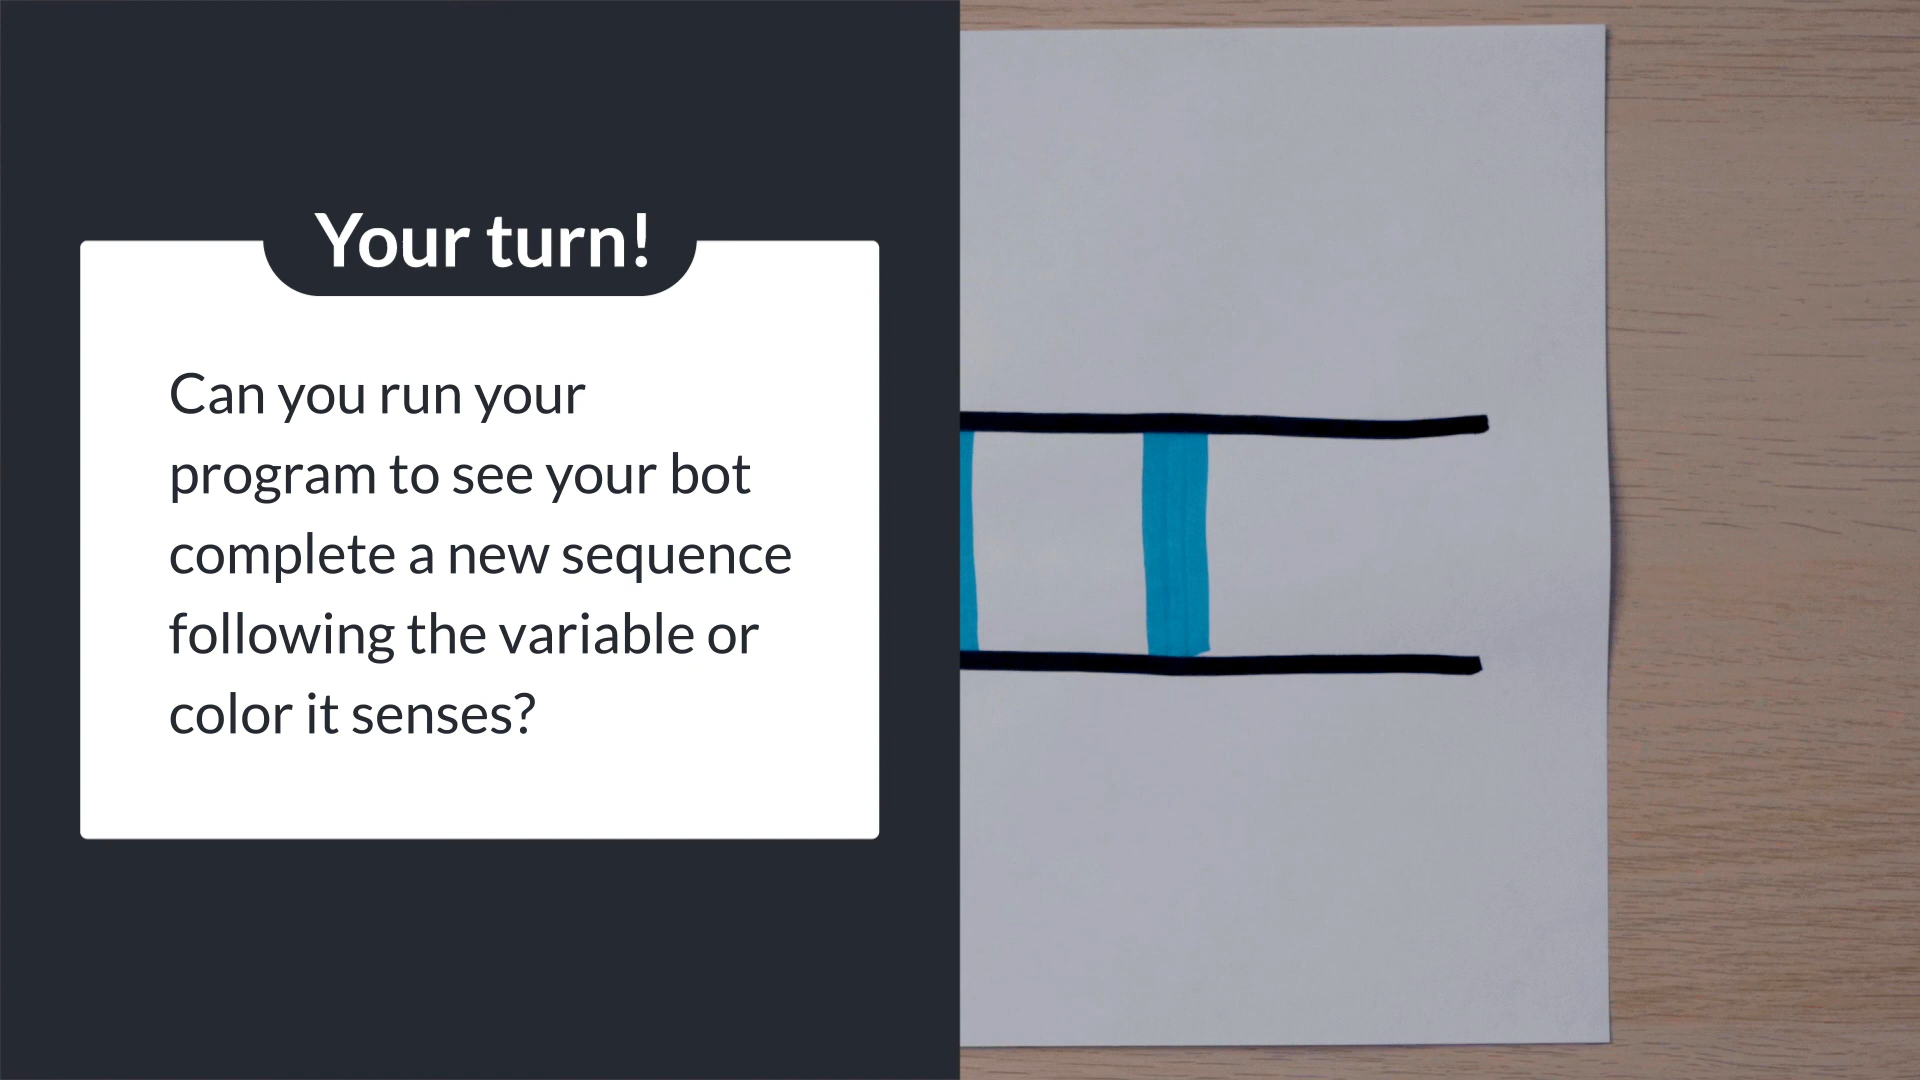 Your turn!
Can you run your
program to see your bot
complete a new sequence
following the variable or
color it senses?